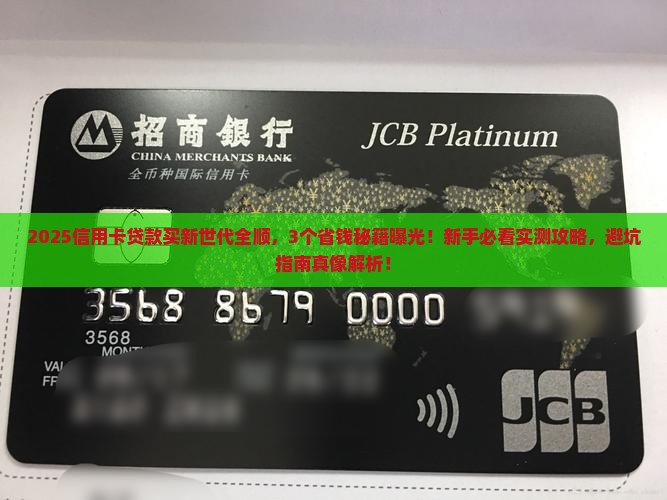 招商銀行
CHINA MERCHANTS BANK
全币种国际信用卡
JCB Platinum
2025信用卡贷款买新世代全顺，3个省钱秘籍曝光！新手必看实测攻略，避坑
指南真像解析！
3568 8679 0000
3568
MONTH
VAL
FR
JCB